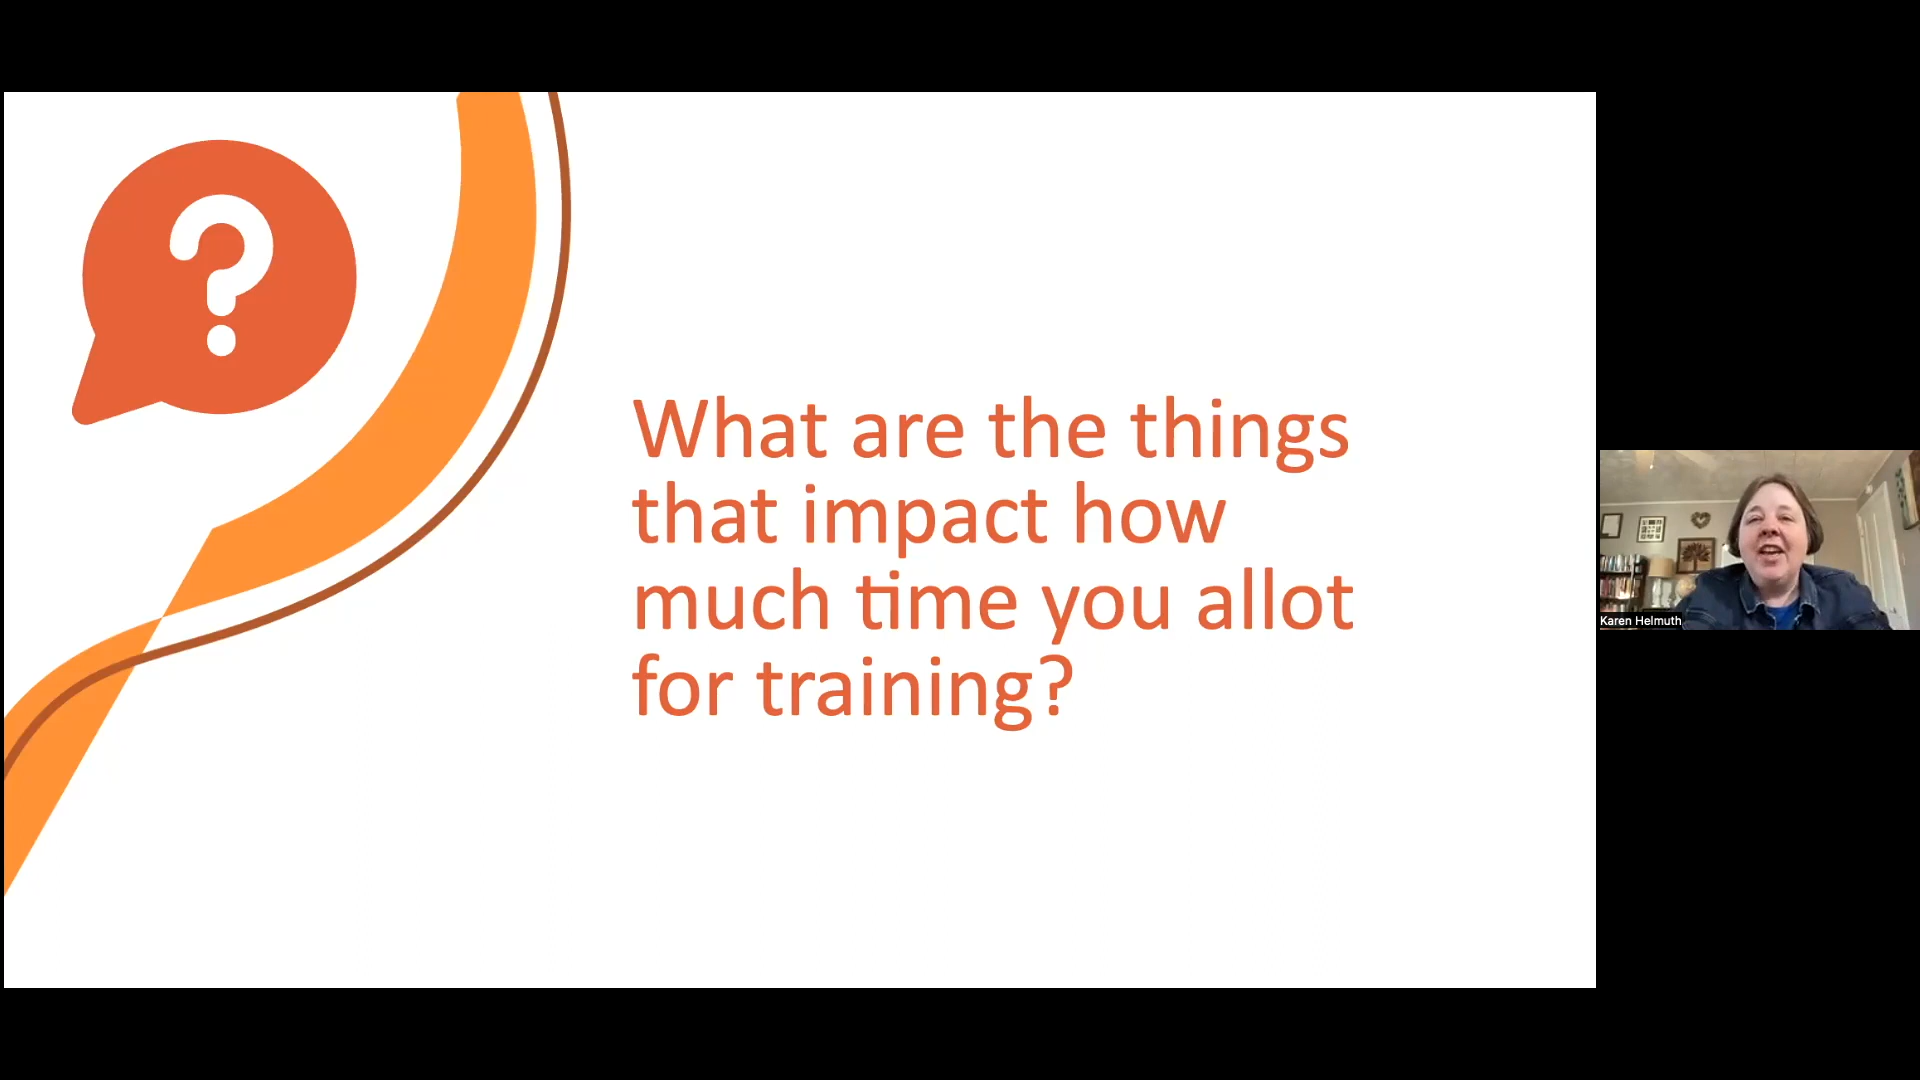 ?
What are the things
that impact how
much time you allot
for training?
Karen Helmuth